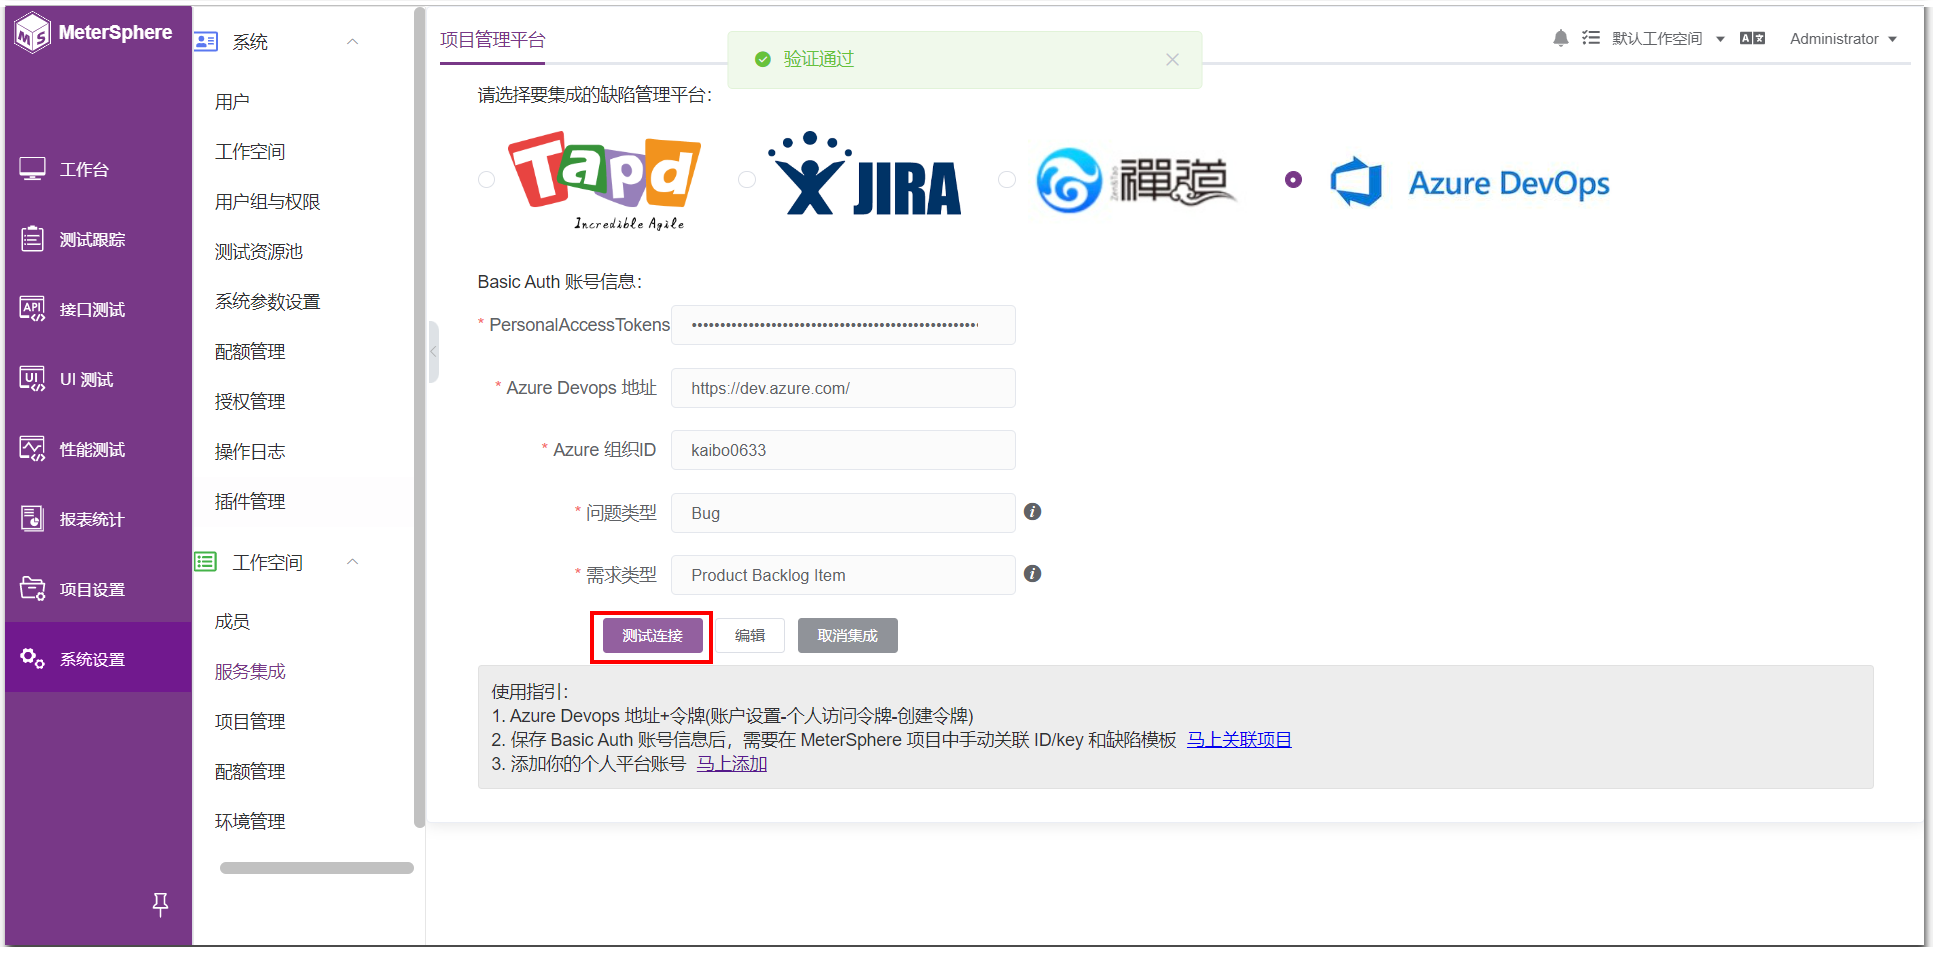 MeterSphere
工作台
测试跟踪
接口测试
UI 测试
性能测试
报表统计
项目设置
系统设置
系统
用户
工作空间
用户组与权限
测试资源池
系统参数设置
配额管理
授权管理
操作日志
插件管理
工作空间
成员
服务集成
项目管理
配额管理
环境管理
项目管理平台
验证通过
默认工作空间
Administrator
请选择要集成的缺陷管理平台：
Tapd
Incredible Agile
JIRA
禅道
Azure DevOps
Basic Auth 账号信息：
* PersonalAccessTokens
* Azure Devops 地址 https://dev.azure.com/
* Azure 组织ID kaibo0633
* 问题类型 Bug
* 需求类型 Product Backlog Item
测试连接 编辑 取消集成
使用指引：
1. Azure Devops 地址+令牌(账户设置-个人访问令牌-创建令牌)
2. 保存 Basic Auth 账号信息后，需要在 MeterSphere 项目中手动关联 ID/key 和缺陷模板 马上关联项目
3. 添加你的个人平台账号 马上添加